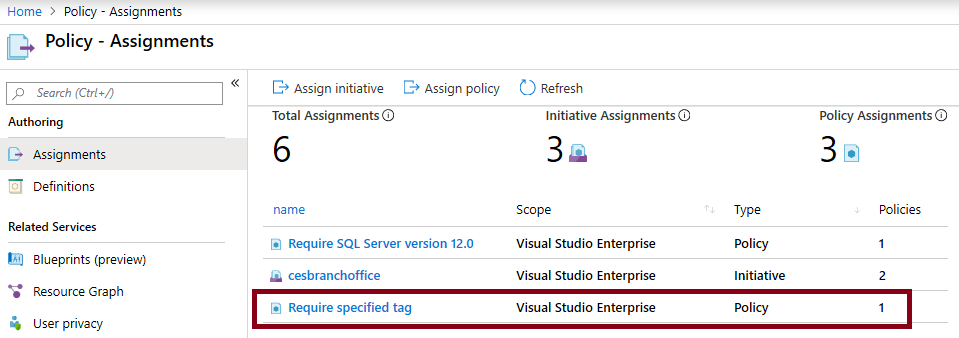 Home > Policy - Assignments
Policy - Assignments
Search (Ctrl+/)
«
Authoring
Assignments
Definitions
Related Services
Blueprints (preview)
Resource Graph
User privacy
Assign initiative Assign policy Refresh
Total Assignments Initiative Assignments Policy Assignments
6 3 3
name Scope Type Policies
Require SQL Server version 12.0 Visual Studio Enterprise Policy 1
cesbranchoffice Visual Studio Enterprise Initiative 2
Require specified tag Visual Studio Enterprise Policy 1